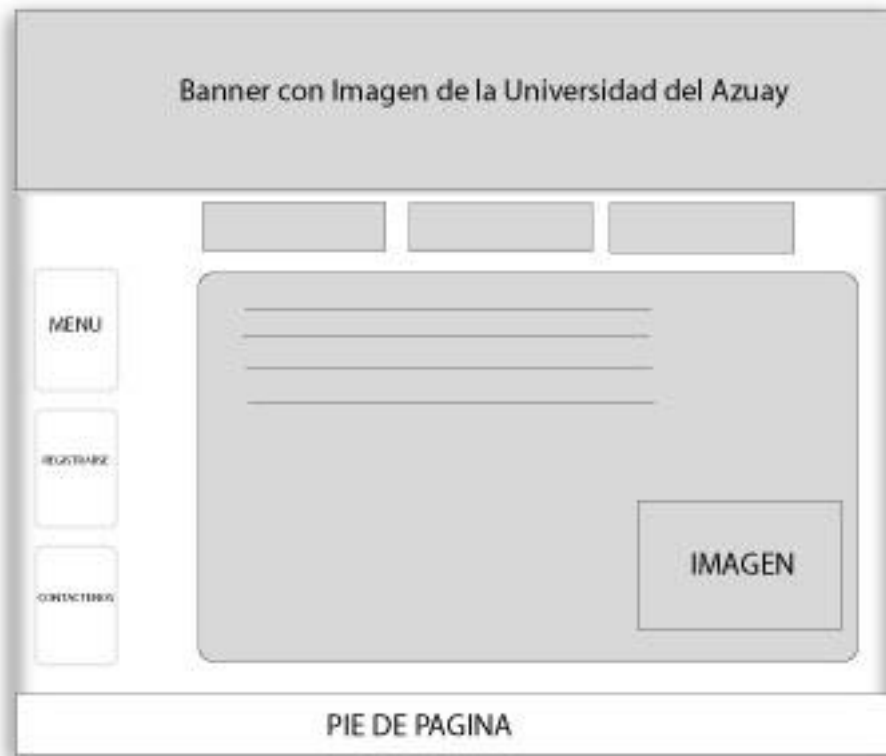 Banner con Imagen de la Universidad del Azuay
MENU
REGISTRARSE
CONTACTENOS
IMAGEN
PIE DE PAGINA